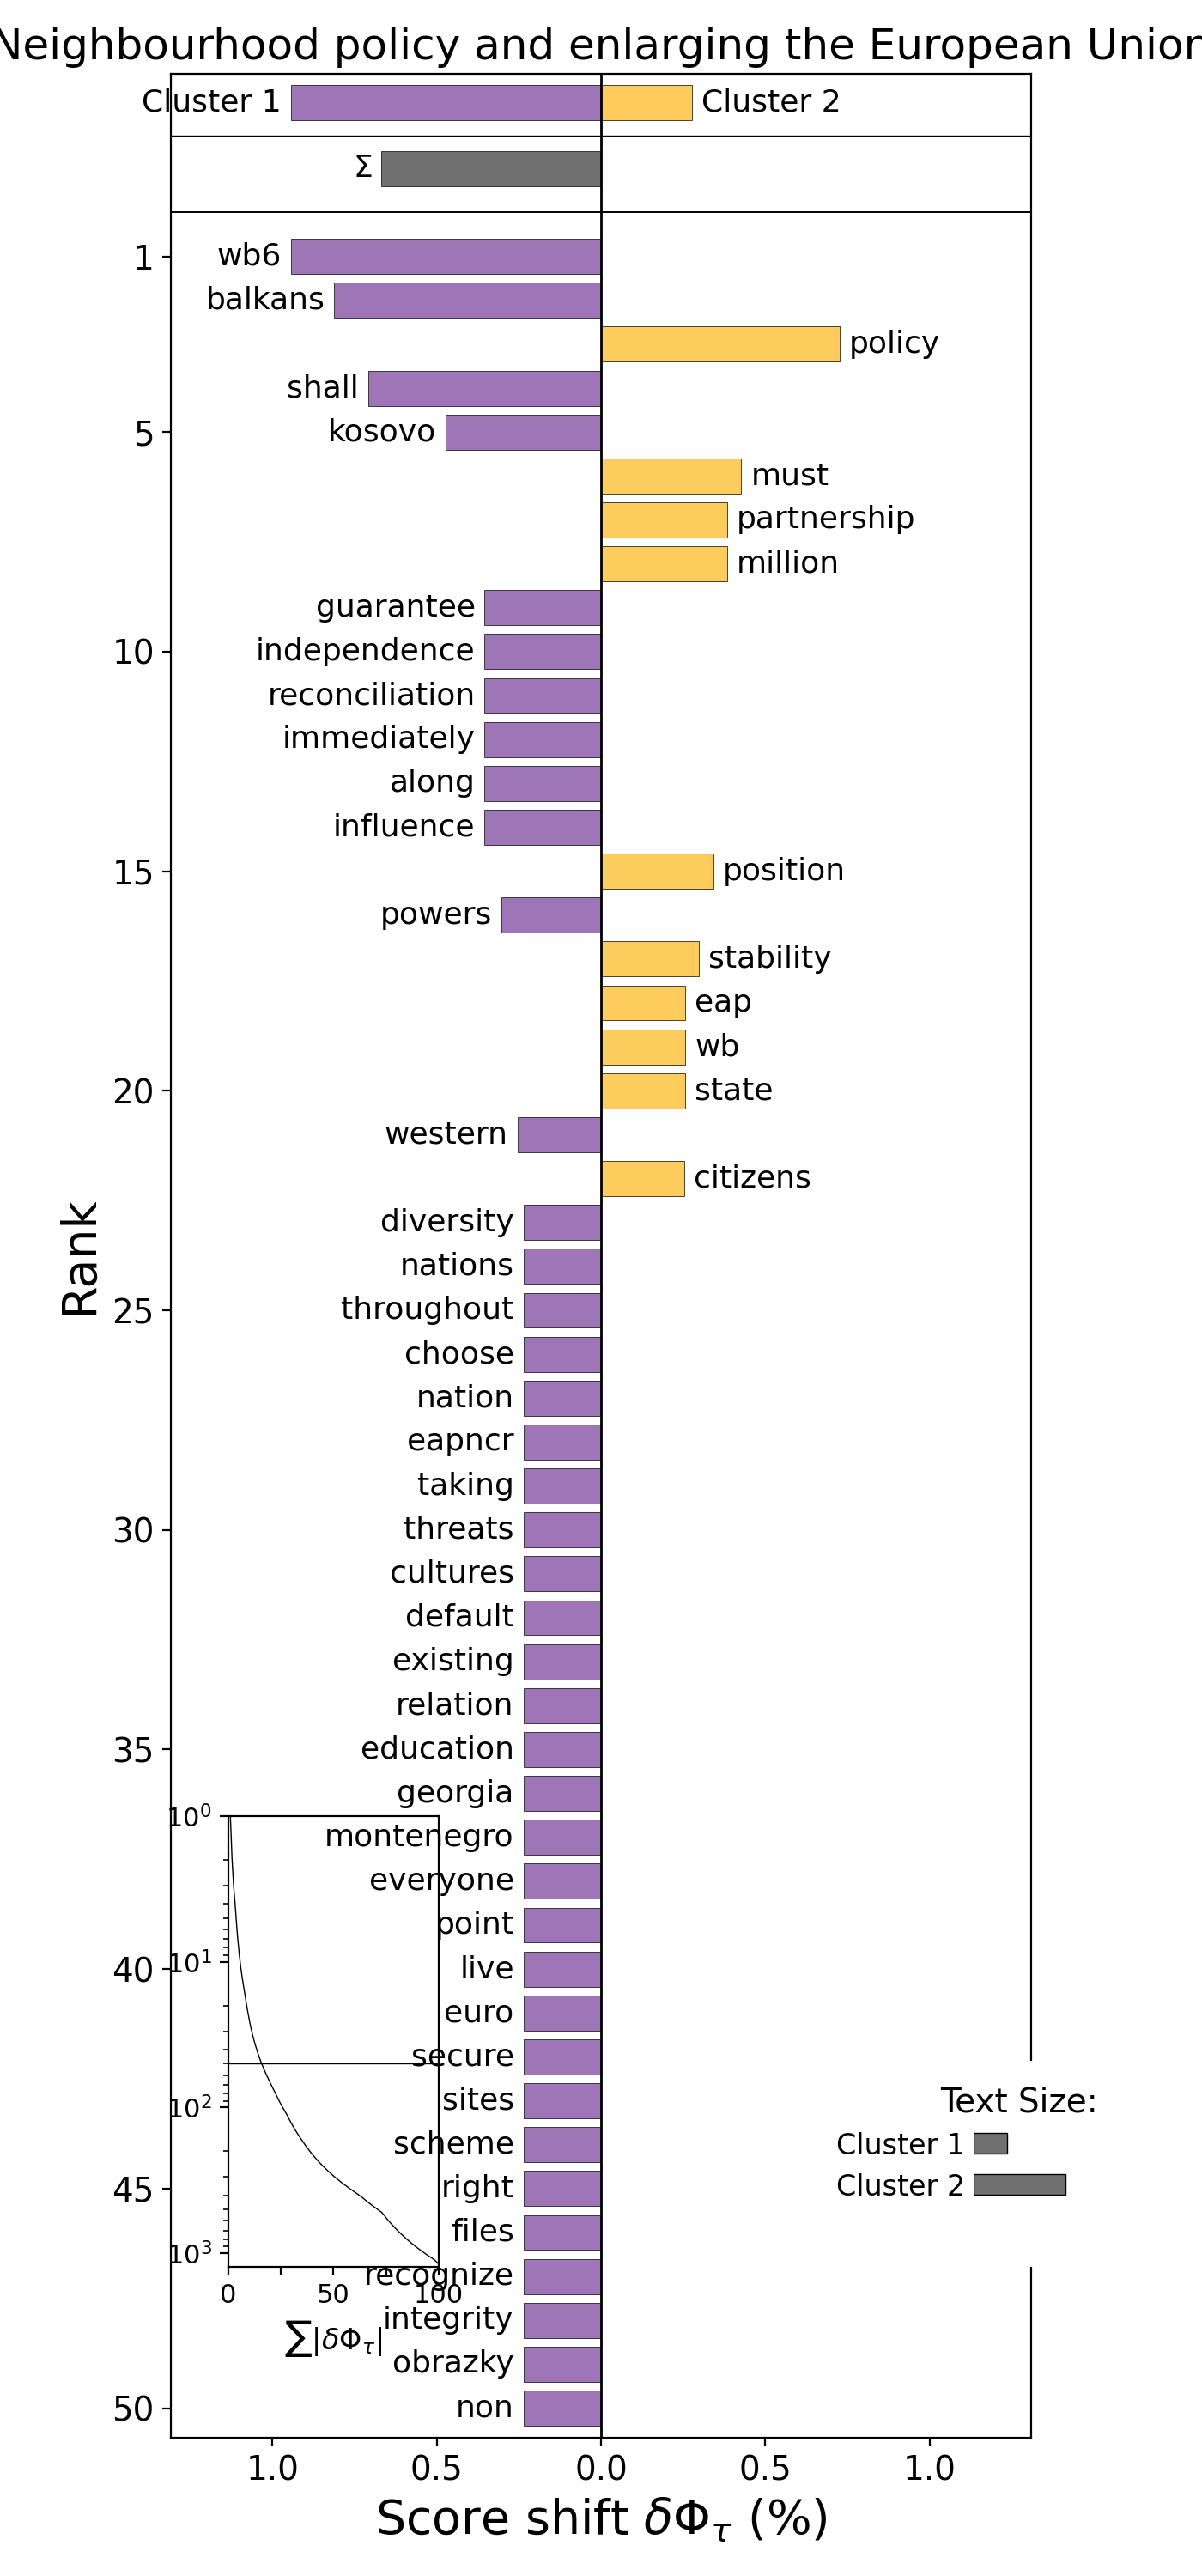 Neighbourhood policy and enlarging the European Union
Cluster 1
Cluster 2
Σ
1
wb6
balkans
policy
shall
5
kosovo
must
partnership
million
guarantee
10
independence
reconciliation
immediately
along
influence
15
position
powers
stability
eap
wb
20
state
western
citizens
diversity
nations
25
throughout
choose
nation
eapncr
taking
30
threats
cultures
default
existing
relation
35
education
georgia
montenegro
everyone
point
40
live
euro
secure
sites
scheme
45
right
files
recognize
integrity
obrazky
50
non
Rank
10⁰
10¹
10²
10³
0 50 100
∑|δΦτ|
Text Size:
Cluster 1
Cluster 2
1.0 0.5 0.0 0.5 1.0
Score shift δΦτ (%)